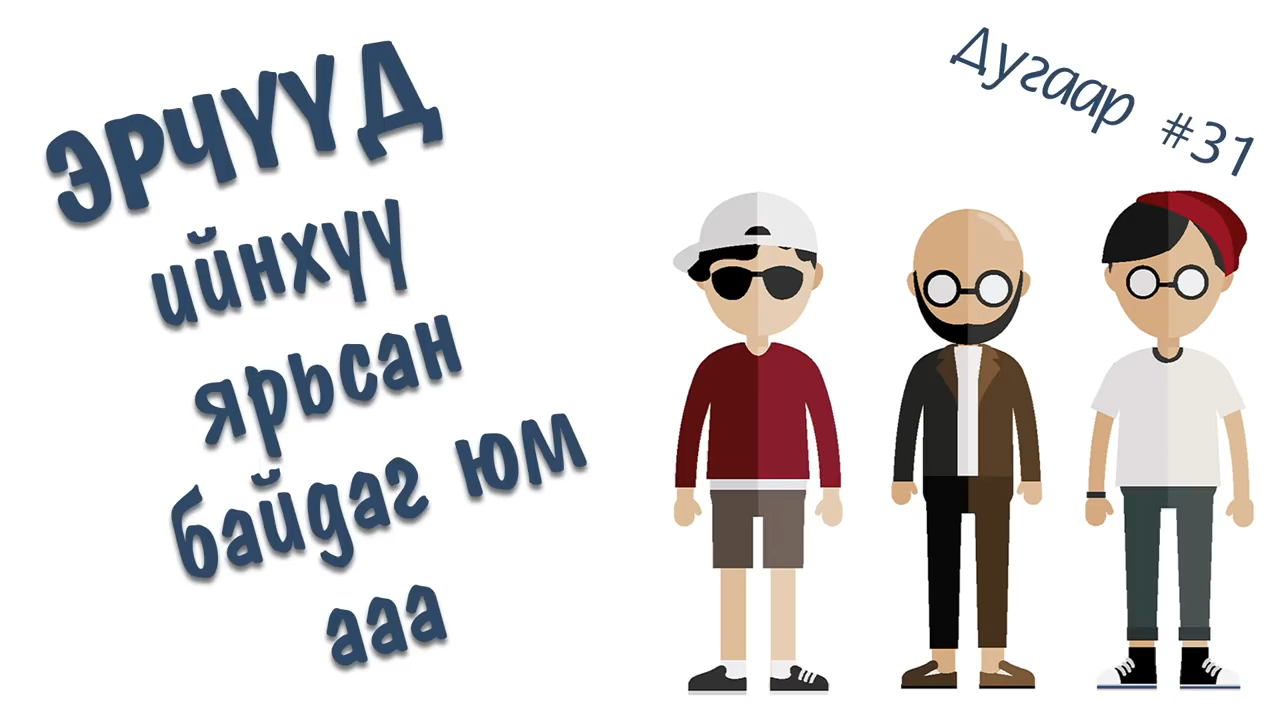 ЭРЧҮҮД
ийнхүү
ярьсан
байдаг юм
ааа
Дугаар #31